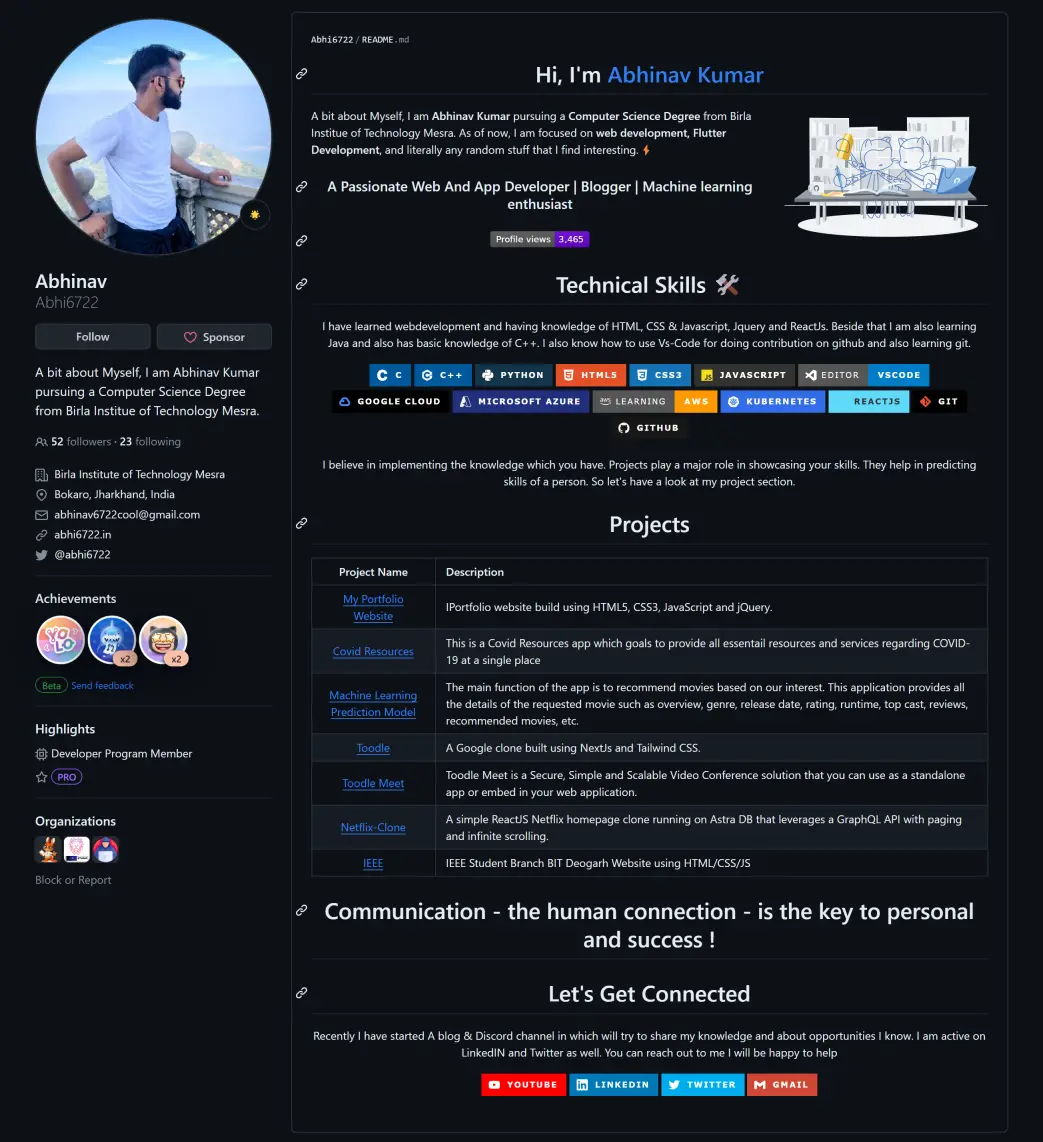 Abhinav
Abhi6722
Follow
Sponsor
A bit about Myself, I am Abhinav Kumar
pursuing a Computer Science Degree
from Birla Institue of Technology Mesra.
52 followers · 23 following
Birla Institute of Technology Mesra
Bokaro, Jharkhand, India
abhinav6722cool@gmail.com
abhi6722.in
@abhi6722
Achievements
YOLO
x2
x2
Beta Send feedback
Highlights
Developer Program Member
PRO
Organizations
Block or Report
Abhi6722/README.md
Hi, I'm Abhinav Kumar
A bit about Myself, I am Abhinav Kumar pursuing a Computer Science Degree from Birla
Institue of Technology Mesra. As of now, I am focused on web development, Flutter
Development, and literally any random stuff that I find interesting.
A Passionate Web And App Developer | Blogger | Machine learning
enthusiast
Profile views 3,465
Technical Skills
I have learned webdevelopment and having knowledge of HTML, CSS & Javascript, Jquery and ReactJs. Beside that I am also learning
Java and also has basic knowledge of C++. I also know how to use Vs-Code for doing contribution on github and also learning git.
C C++ PYTHON HTML5 CSS3 JAVASCRIPT EDITOR VSCODE
GOOGLE CLOUD MICROSOFT AZURE LEARNING AWS KUBERNETES REACTJS GIT
GITHUB
I believe in implementing the knowledge which you have. Projects play a major role in showcasing your skills. They help in predicting
skills of a person. So let's have a look at my project section.
Projects
Project Name Description
My Portfolio
Website
IPortfolio website build using HTML5, CSS3, JavaScript and jQuery.
Covid Resources
This is a Covid Resources app which goals to provide all essentail resources and services regarding COVID-
19 at a single place
Machine Learning
Prediction Model
The main function of the app is to recommend movies based on our interest. This application provides all
the details of the requested movie such as overview, genre, release date, rating, runtime, top cast, reviews,
recommended movies, etc.
Toodle
A Google clone built using NextJs and Tailwind CSS.
Toodle Meet
Toodle Meet is a Secure, Simple and Scalable Video Conference solution that you can use as a standalone
app or embed in your web application.
Netflix-Clone
A simple ReactJS Netflix homepage clone running on Astra DB that leverages a GraphQL API with paging
and infinite scrolling.
IEEE
IEEE Student Branch BIT Deogarh Website using HTML/CSS/JS
Communication - the human connection - is the key to personal
and success !
Let's Get Connected
Recently I have started A blog & Discord channel in which will try to share my knowledge and about opportunities I know. I am active on
LinkedIN and Twitter as well. You can reach out to me I will be happy to help
YOUTUBE LINKEDIN TWITTER GMAIL